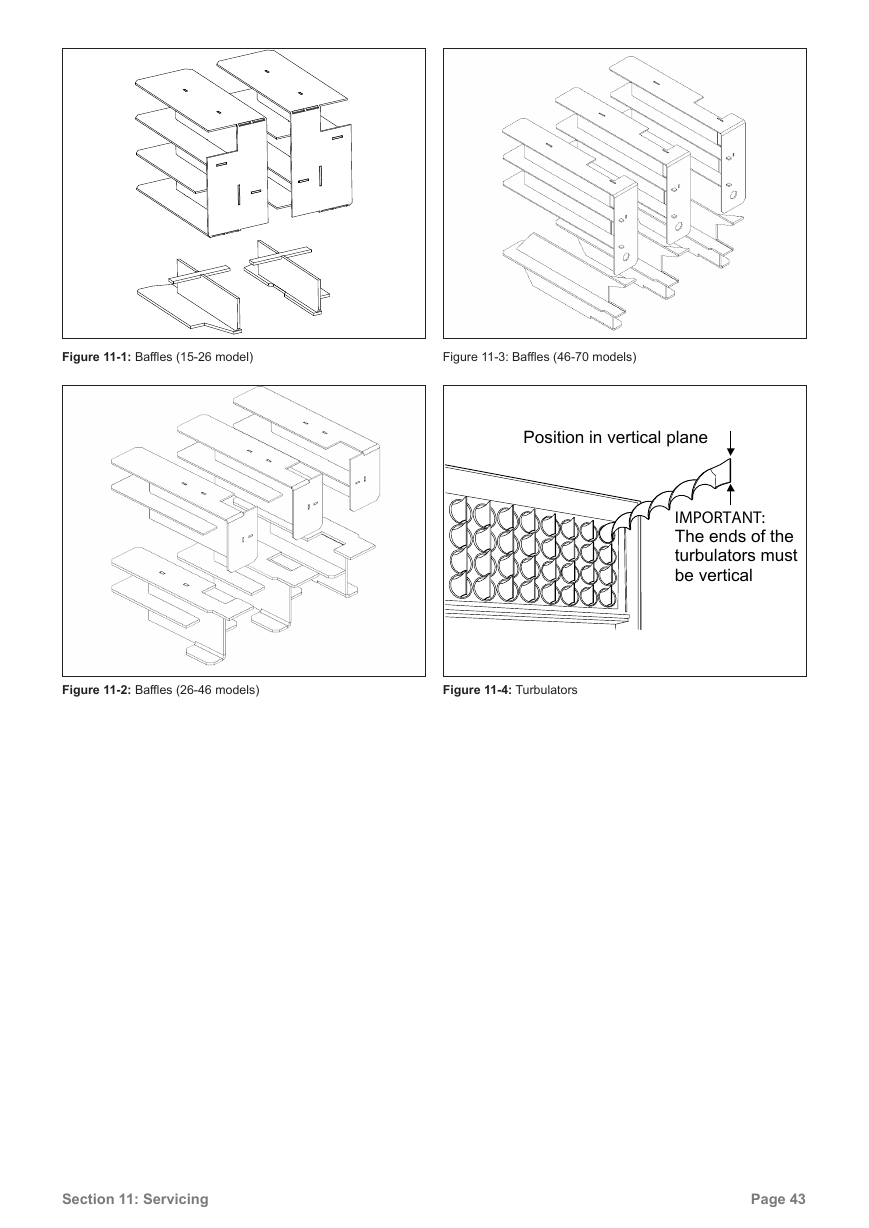 Figure 11-1: Baffles (15-26 model)
Figure 11-3: Baffles (46-70 models)
Position in vertical plane
IMPORTANT:
The ends of the
turbulators must
be vertical
Figure 11-2: Baffles (26-46 models)
Figure 11-4: Turbulators
Section 11: Servicing
Page 43